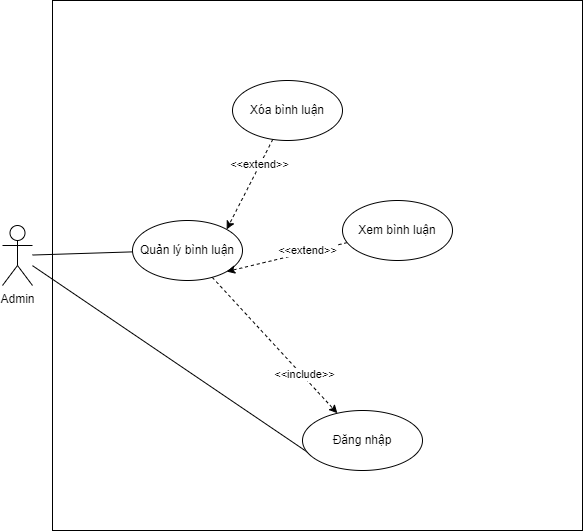 Xóa bình luận
<<extend>>
Xem bình luận
Quản lý bình luận
<<extend>>
Admin
<<include>>
Đăng nhập